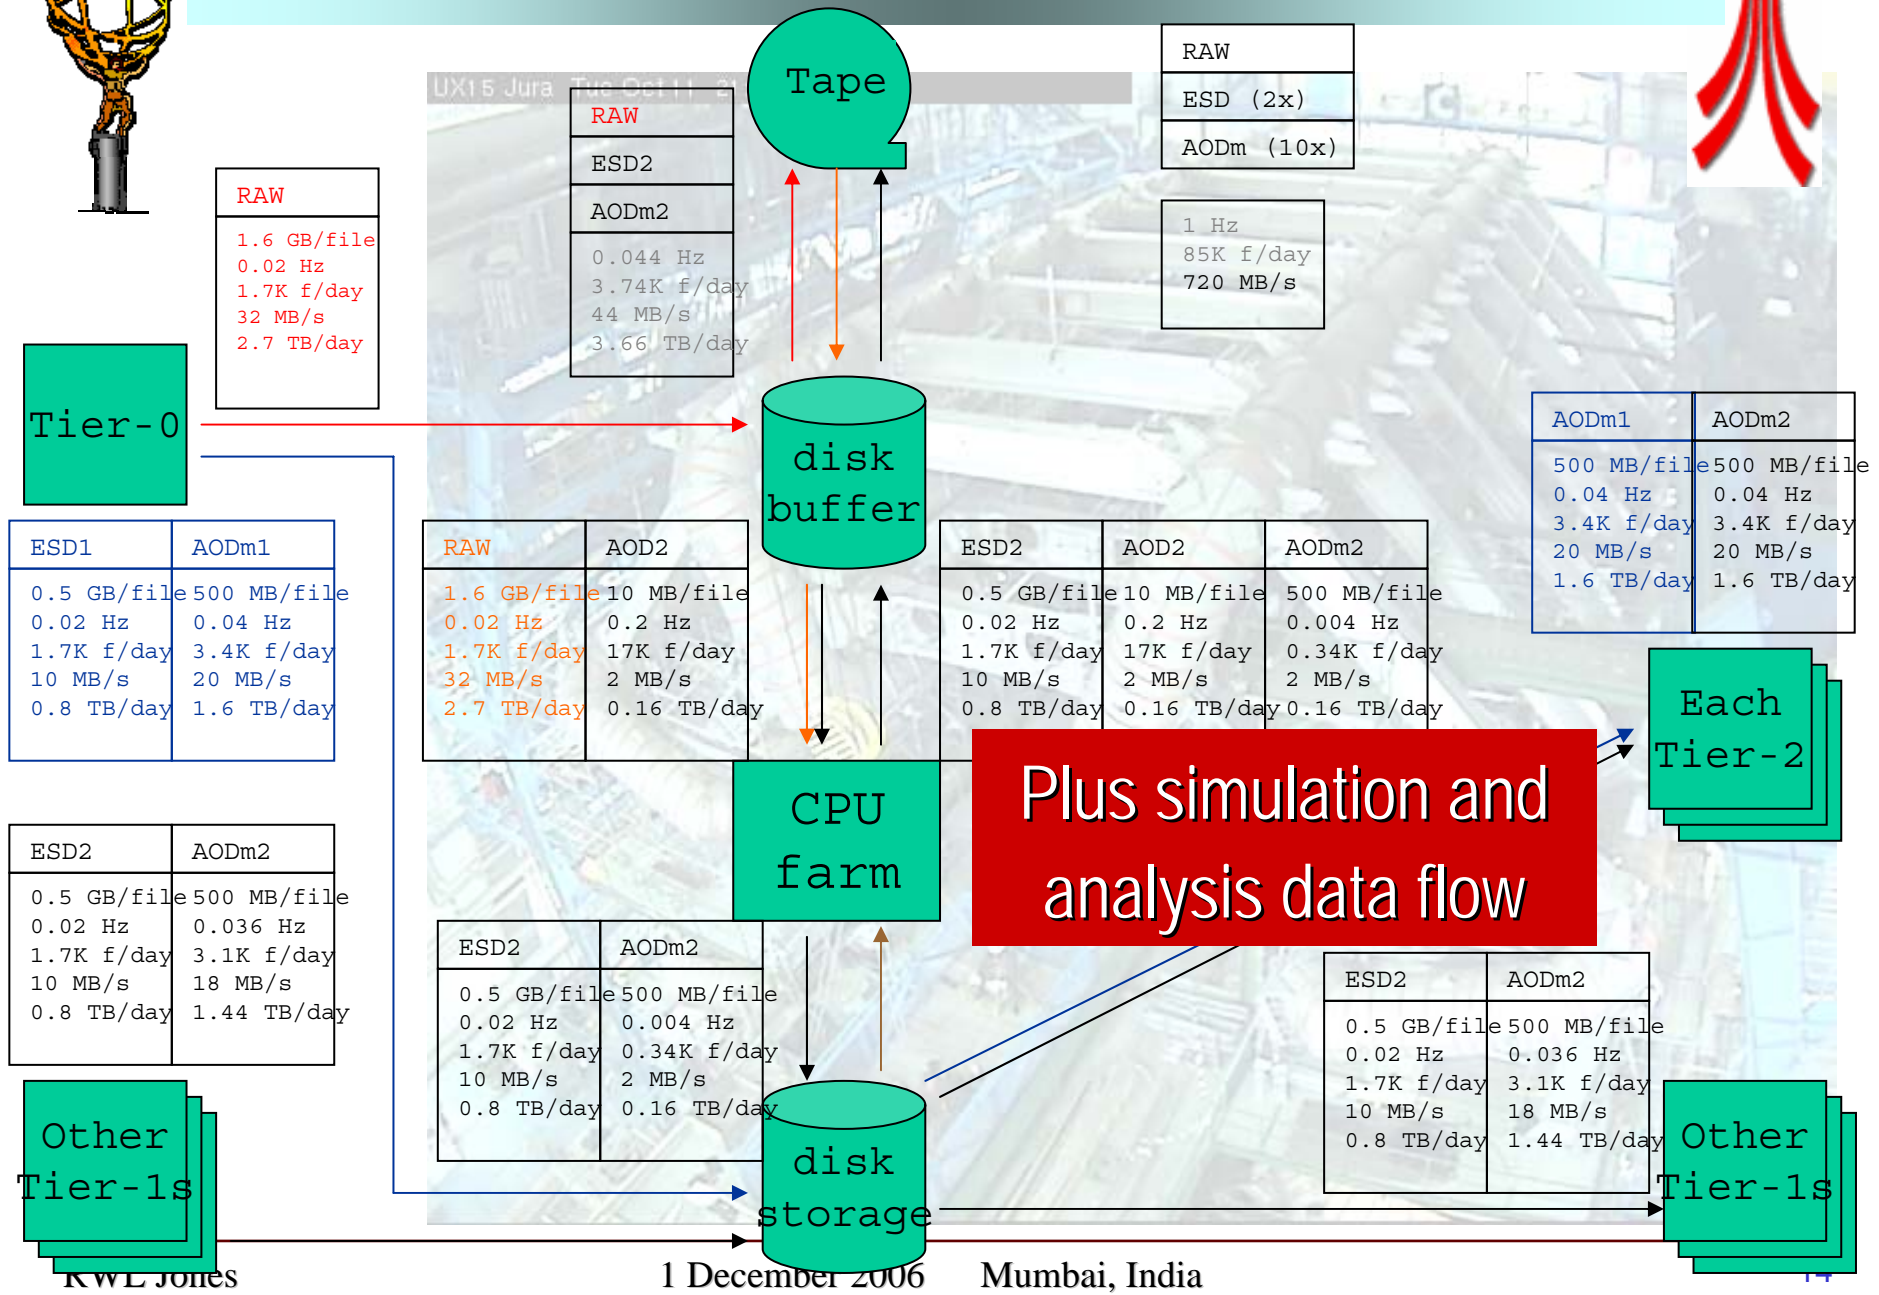 UX15 Jura Tue Oct 11
Tape
RAW
ESD (2x)
AODm (10x)
1 Hz
85K f/day
720 MB/s
RAW
ESD2
AODm2
0.044 Hz
3.74K f/day
44 MB/s
3.66 TB/day
RAW
1.6 GB/file
0.02 Hz
1.7K f/day
32 MB/s
2.7 TB/day
Tier-0
disk
buffer
AODm1 AODm2
500 MB/file 500 MB/file
0.04 Hz 0.04 Hz
3.4K f/day 3.4K f/day
20 MB/s 20 MB/s
1.6 TB/day 1.6 TB/day
ESD1 AODm1
0.5 GB/file 500 MB/file
0.02 Hz 0.04 Hz
1.7K f/day 3.4K f/day
10 MB/s 20 MB/s
0.8 TB/day 1.6 TB/day
RAW AOD2
1.6 GB/file 10 MB/file
0.02 Hz 0.2 Hz
1.7K f/day 17K f/day
32 MB/s 2 MB/s
2.7 TB/day 0.16 TB/day
ESD2 AOD2 AODm2
0.5 GB/file 10 MB/file 500 MB/file
0.02 Hz 0.2 Hz 0.004 Hz
1.7K f/day 17K f/day 0.34K f/day
10 MB/s 2 MB/s 2 MB/s
0.8 TB/day 0.16 TB/day 0.16 TB/day
Each
Tier-2
CPU
farm
Plus simulation and
analysis data flow
ESD2 AODm2
0.5 GB/file 500 MB/file
0.02 Hz 0.036 Hz
1.7K f/day 3.1K f/day
10 MB/s 18 MB/s
0.8 TB/day 1.44 TB/day
ESD2 AODm2
0.5 GB/file 500 MB/file
0.02 Hz 0.004 Hz
1.7K f/day 0.34K f/day
10 MB/s 2 MB/s
0.8 TB/day 0.16 TB/day
ESD2 AODm2
0.5 GB/file 500 MB/file
0.02 Hz 0.036 Hz
1.7K f/day 3.1K f/day
10 MB/s 18 MB/s
0.8 TB/day 1.44 TB/day
Other
Tier-1s
disk
storage
Other
Tier-1s
RWL Jones
1 December 2006 Mumbai, India
14